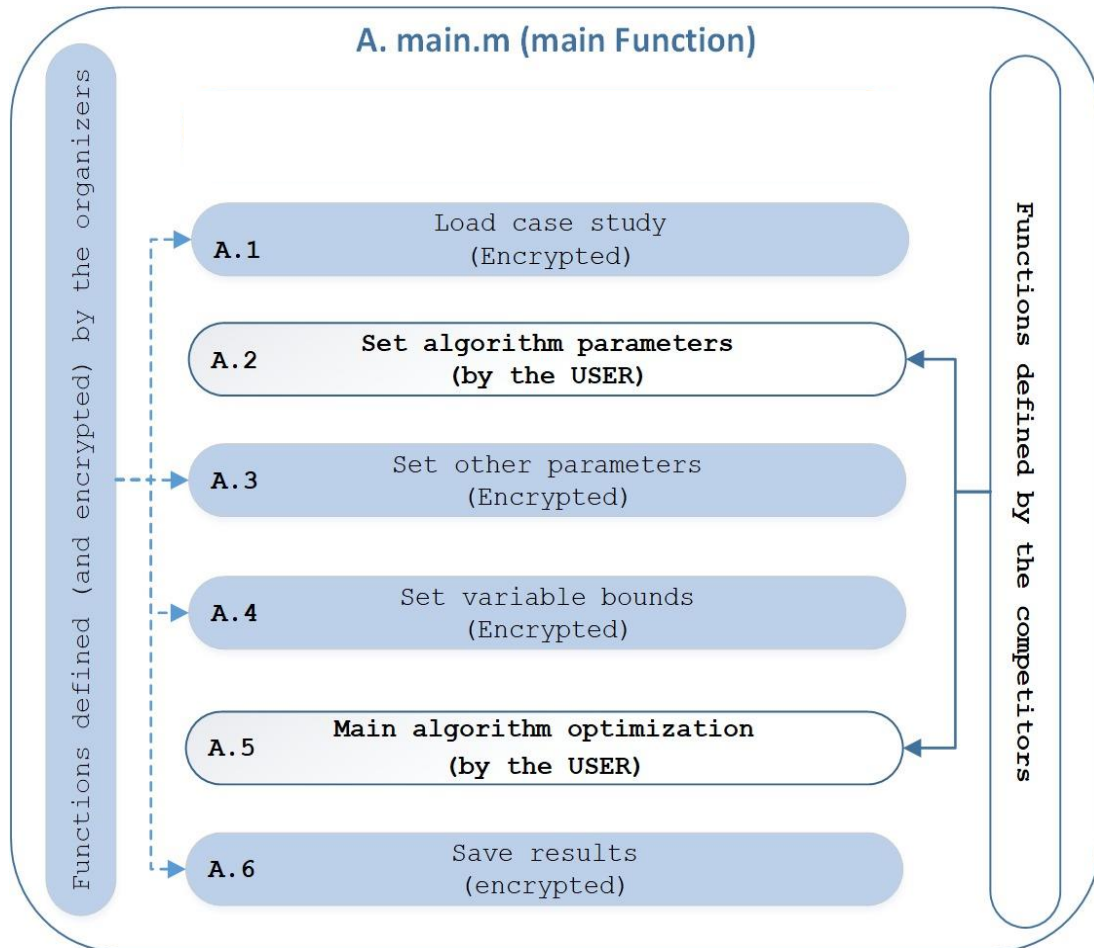 A. main.m (main Function)
Functions defined (and encrypted) by the organizers
A.1
Load case study
(Encrypted)
A.2
Set algorithm parameters
(by the USER)
A.3
Set other parameters
(Encrypted)
A.4
Set variable bounds
(Encrypted)
A.5
Main algorithm optimization
(by the USER)
A.6
Save results
(encrypted)
Functions defined by the competitors